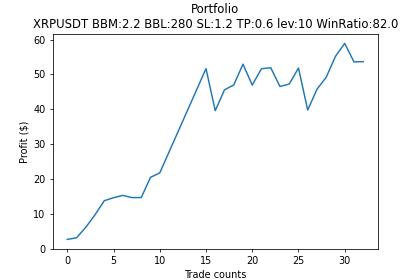 Portfolio
XRPUSDT BBM:2.2 BBL:280 SL:1.2 TP:0.6 lev:10 WinRatio:82.0
60
50
40
30
20
10
0
Profit ($)
0 5 10 15 20 25 30
Trade counts